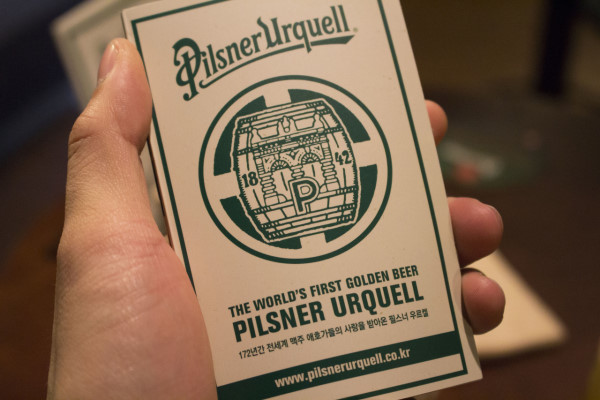 Pilsner Urquell
18 42
P
THE WORLD'S FIRST GOLDEN BEER
PILSNER URQUELL
172년간 전세계 맥주 애호가들의 사랑을 받아온 필스너 우르켈
www.pilsnerurquell.co.kr